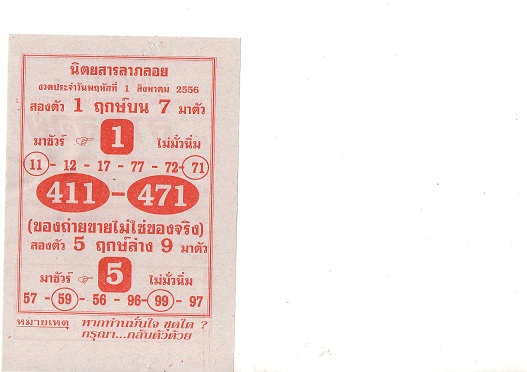 นิตยสารลาภลอย
งวดประจำวันพฤหัสที่ 1 สิงหาคม 2556
สองตัว 1 ฤกษ์บน 7 มาตัว
มาชัวร์ ☞ 1 ไม่มั่วนิ่ม
11 - 12 - 17 - 77 - 72 - 71
411 - 471
(ของถ่ายขายไม่ใช่ของจริง)
สองตัว 5 ฤกษ์ล่าง 9 มาตัว
มาชัวร์ ☞ 5 ไม่มั่วนิ่ม
57 - 59 - 56 - 96 - 99 - 97
หมายเหตุ หากท่านมั่นใจ ชุดใด ?
กรุณา...กลับตัวด้วย